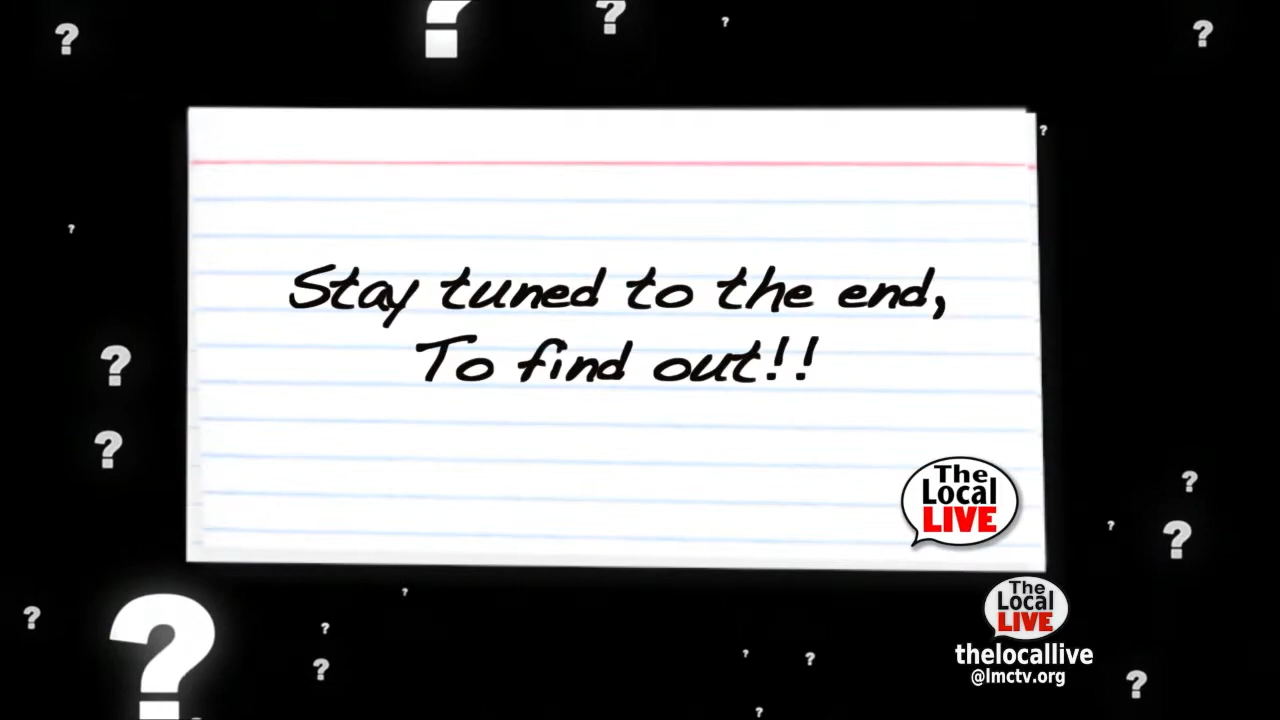 Stay tuned to the end,
To find out!!
The
Local
LIVE
The
Local
LIVE
thelocallive
@lmctv.org